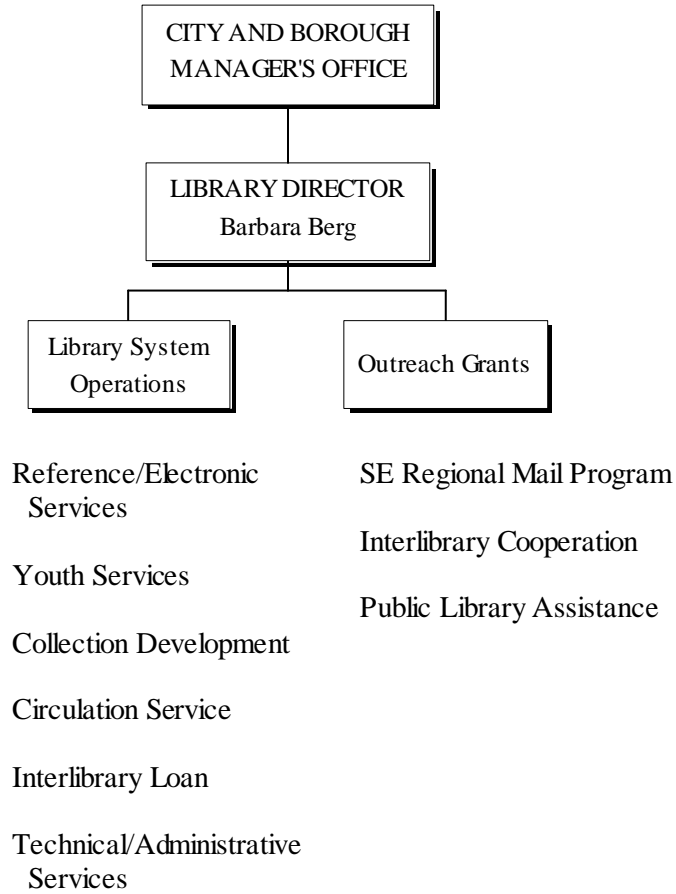 CITY AND BOROUGH
MANAGER'S OFFICE
LIBRARY DIRECTOR
Barbara Berg
Library System
Operations
Outreach Grants
Reference/Electronic
Services
Youth Services
Collection Development
Circulation Service
Interlibrary Loan
Technical/Administrative
Services
SE Regional Mail Program
Interlibrary Cooperation
Public Library Assistance